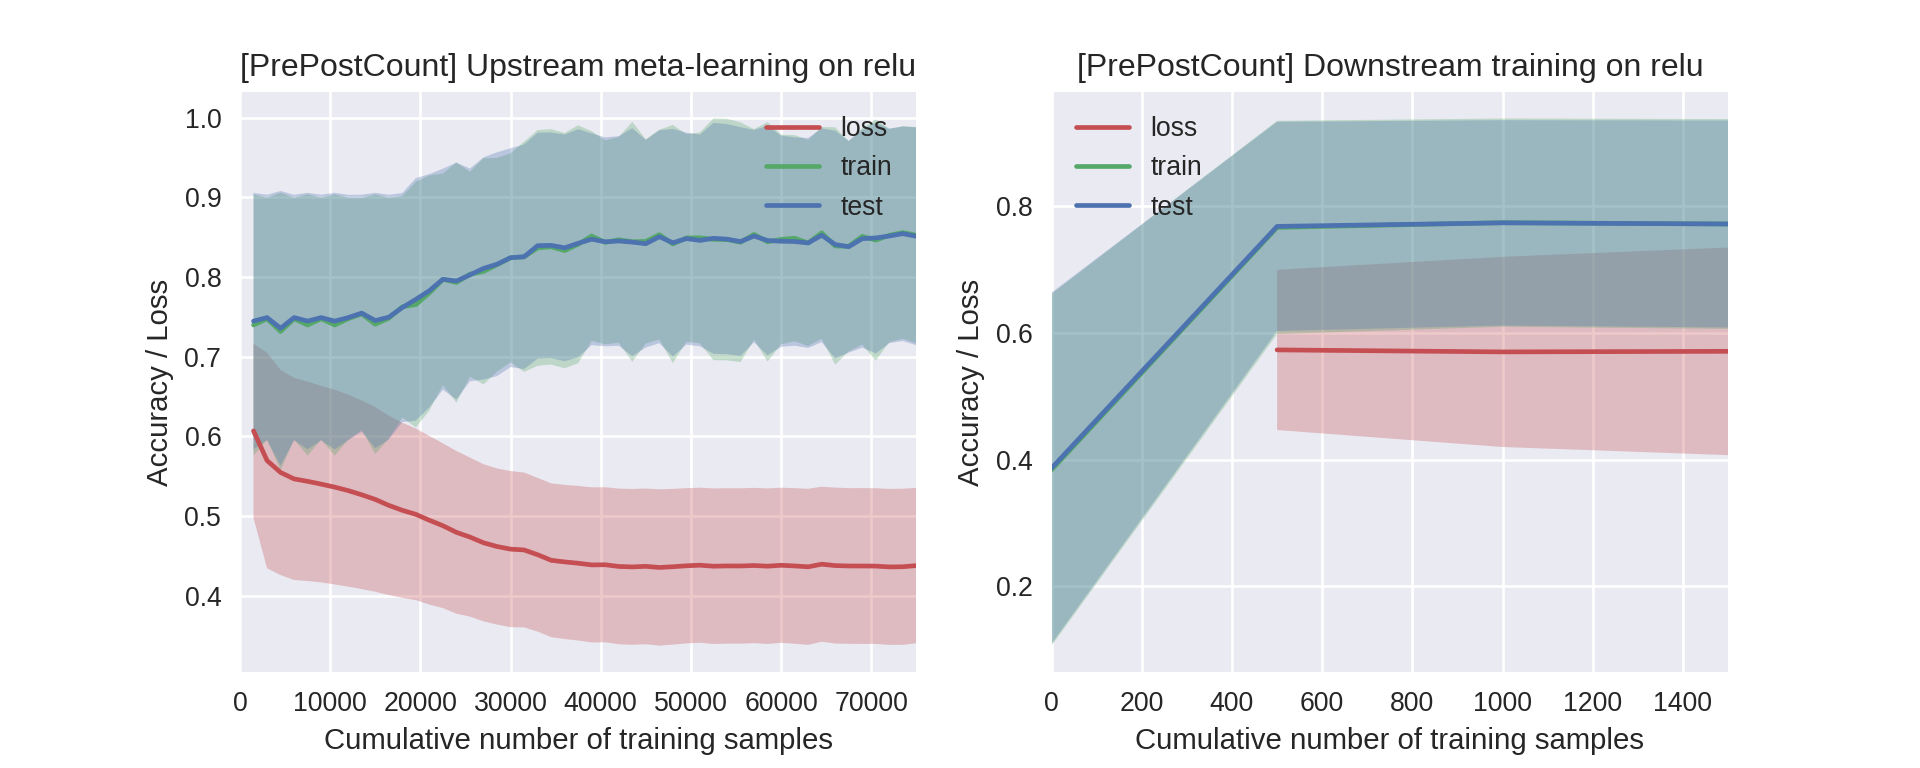 [PrePostCount] Upstream meta-learning on relu
1.0
0.9
0.8
0.7
0.6
0.5
0.4
Accuracy / Loss
loss
train
test
0 10000 20000 30000 40000 50000 60000 70000
Cumulative number of training samples
[PrePostCount] Downstream training on relu
0.8
0.6
0.4
0.2
Accuracy / Loss
loss
train
test
0 200 400 600 800 1000 1200 1400
Cumulative number of training samples